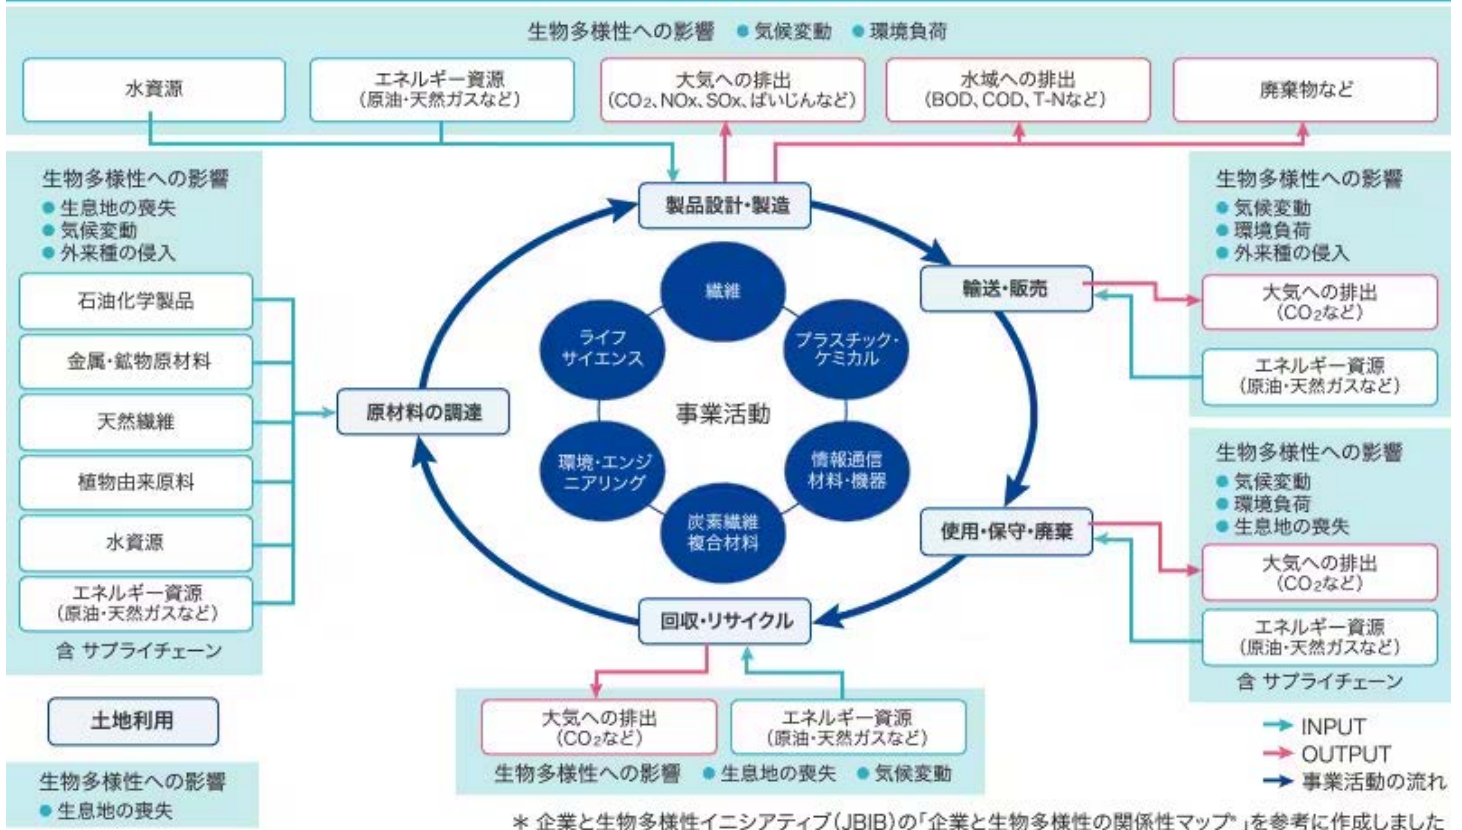 生物多様性への影響 ●気候変動 ●環境負荷
水資源
エネルギー資源
(原油・天然ガスなど)
大気への排出
(CO₂、NOx、SOx、ばいじんなど)
水域への排出
(BOD、COD、T-Nなど)
廃棄物など
生物多様性への影響
●生息地の喪失
●気候変動
●外来種の侵入
石油化学製品
金属・鉱物原材料
天然繊維
植物由来原料
水資源
エネルギー資源
(原油・天然ガスなど)
含 サプライチェーン
土地利用
生物多様性への影響
●生息地の喪失
製品設計・製造
輸送・販売
使用・保守・廃棄
回収・リサイクル
原材料の調達
繊維
プラスチック・
ケミカル
情報通信
材料・機器
炭素繊維
複合材料
環境・エンジ
ニアリング
ライフ
サイエンス
事業活動
生物多様性への影響
●気候変動
●環境負荷
●外来種の侵入
大気への排出
(CO₂など)
エネルギー資源
(原油・天然ガスなど)
生物多様性への影響
●気候変動
●環境負荷
●生息地の喪失
大気への排出
(CO₂など)
エネルギー資源
(原油・天然ガスなど)
含 サプライチェーン
大気への排出
(CO₂など)
エネルギー資源
(原油・天然ガスなど)
生物多様性への影響 ●生息地の喪失 ●気候変動
INPUT
OUTPUT
事業活動の流れ
＊ 企業と生物多様性イニシアティブ(JBIB)の「企業と生物多様性の関係性マップ®」を参考に作成しました